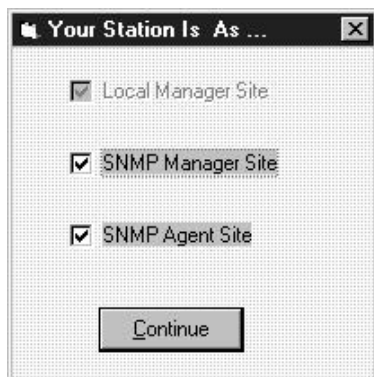 Your Station Is As ...
Local Manager Site
SNMP Manager Site
SNMP Agent Site
Continue